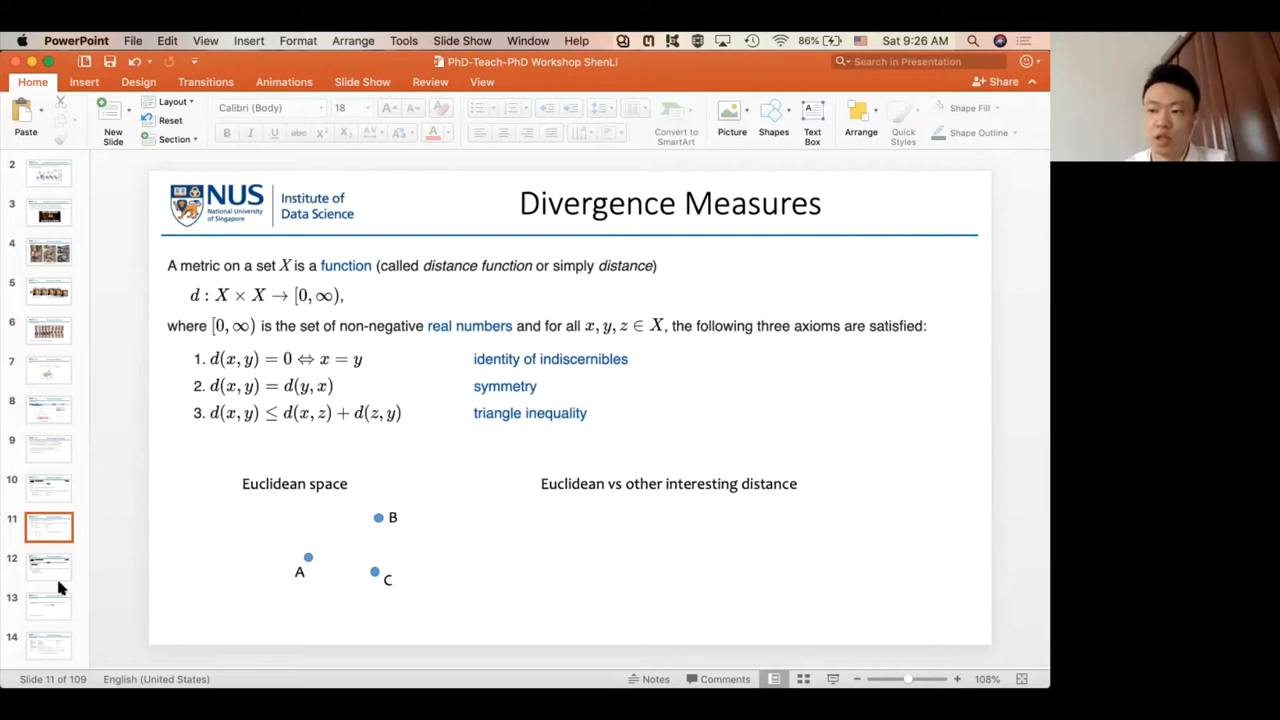 PowerPoint File Edit View Insert Format Arrange Tools Slide Show Window Help 86% Sat 9:26 AM
PhD-Teach-PhD Workshop ShenLi
Search in Presentation
Home Insert Design Transitions Animations Slide Show Review View Share
Paste
New Slide
Layout
Reset
Section
Calibri (Body) 18
B I U abc X² X₂ AV Aa A
Convert to SmartArt
Picture
Shapes
Text Box
Arrange
Quick Styles
Shape Fill
Shape Outline
2
3
4
5
6
7
8
9
10
11
12
13
14
NUS
National University of Singapore
Institute of Data Science
Divergence Measures
A metric on a set X is a function (called distance function or simply distance)
d : X × X → [0, ∞),
where [0, ∞) is the set of non-negative real numbers and for all x, y, z ∈ X, the following three axioms are satisfied:
1. d(x, y) = 0 ⇔ x = y identity of indiscernibles
2. d(x, y) = d(y, x) symmetry
3. d(x, y) ≤ d(x, z) + d(z, y) triangle inequality
Euclidean space
Euclidean vs other interesting distance
B
A
C
Slide 11 of 109 English (United States) Notes Comments 108%